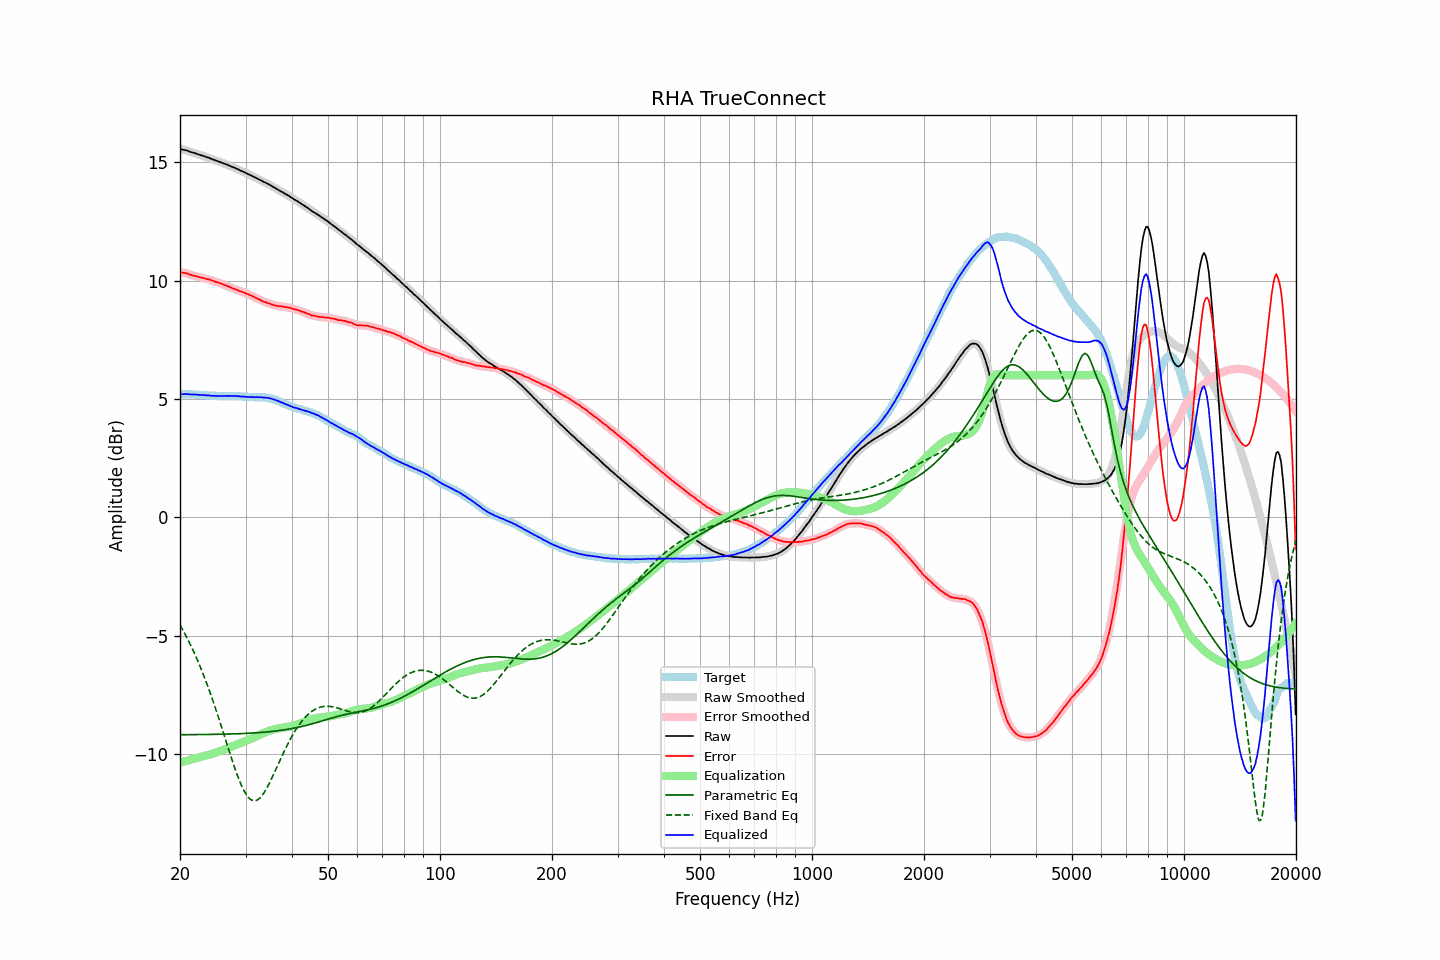 RHA TrueConnect
Amplitude (dBr)
15
10
5
0
−5
−10
Target
Raw Smoothed
Error Smoothed
Raw
Error
Equalization
Parametric Eq
Fixed Band Eq
Equalized
20
50
100
200
500
1000
2000
5000
10000
20000
Frequency (Hz)